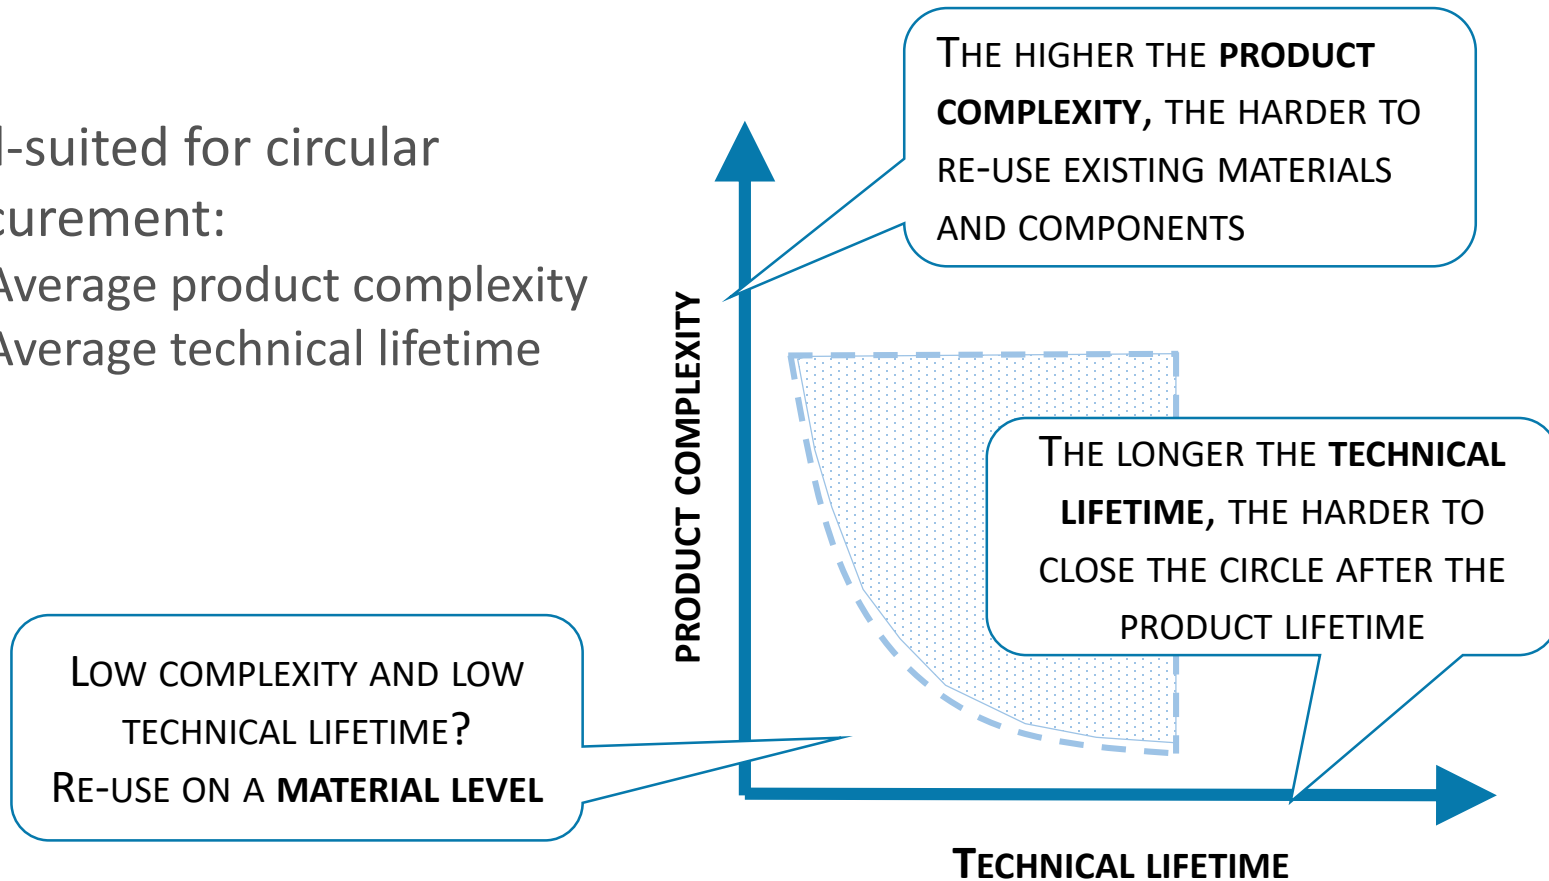 l-suited for circular
curement:
Average product complexity
Average technical lifetime
THE HIGHER THE PRODUCT
COMPLEXITY, THE HARDER TO
RE-USE EXISTING MATERIALS
AND COMPONENTS
PRODUCT COMPLEXITY
THE LONGER THE TECHNICAL
LIFETIME, THE HARDER TO
CLOSE THE CIRCLE AFTER THE
PRODUCT LIFETIME
LOW COMPLEXITY AND LOW
TECHNICAL LIFETIME?
RE-USE ON A MATERIAL LEVEL
TECHNICAL LIFETIME